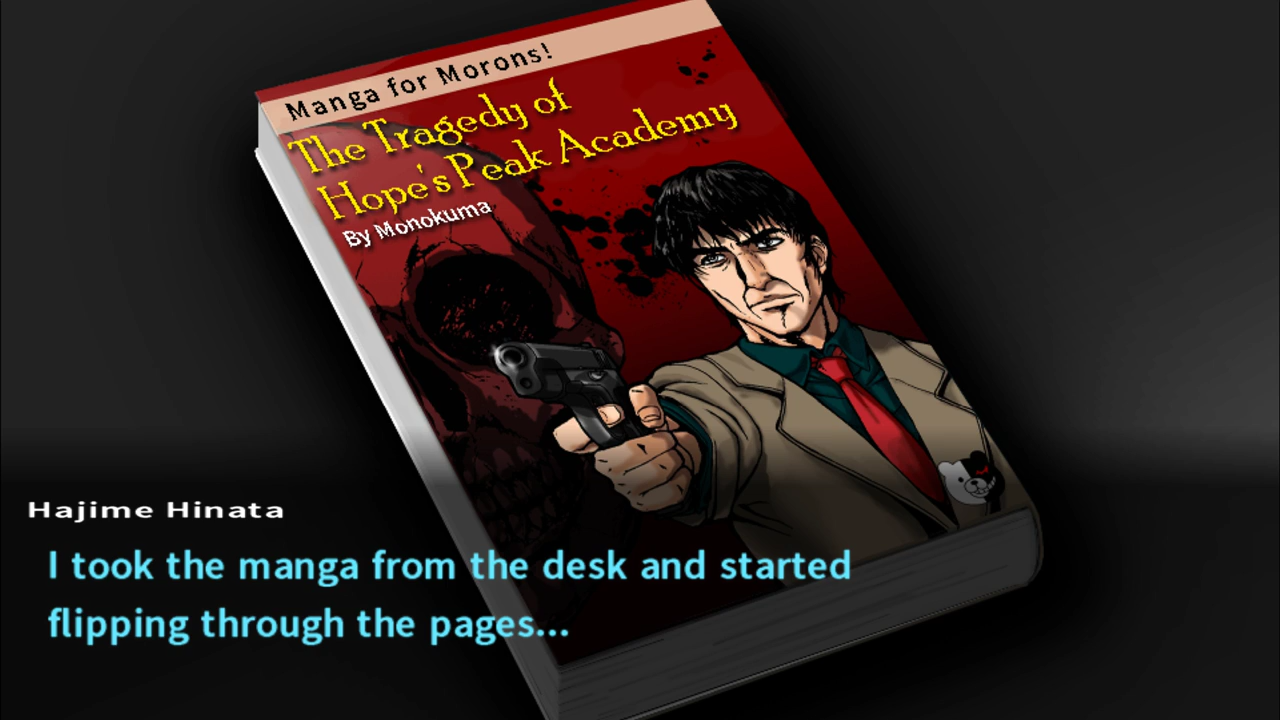 Manga for Morons!
The Tragedy of
Hope's Peak Academy
By Monokuma
Hajime Hinata
I took the manga from the desk and started
flipping through the pages...